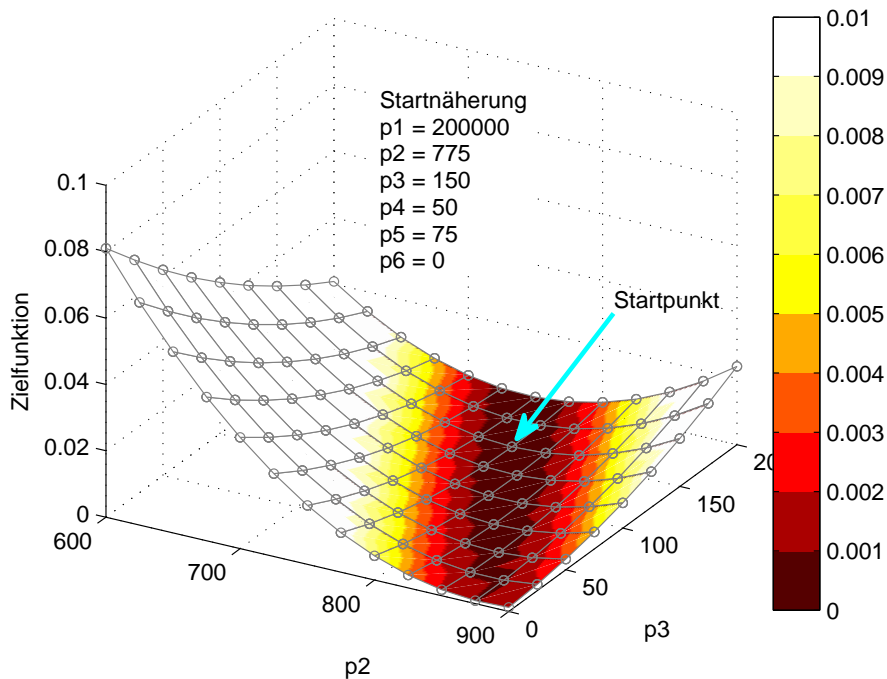 Startnäherung
p1 = 200000
p2 = 775
p3 = 150
p4 = 50
p5 = 75
p6 = 0
Startpunkt
Zielfunktion
0.1
0.08
0.06
0.04
0.02
0
600
700
800
900
p2
0
50
100
150
20
p3
0.01
0.009
0.008
0.007
0.006
0.005
0.004
0.003
0.002
0.001
0